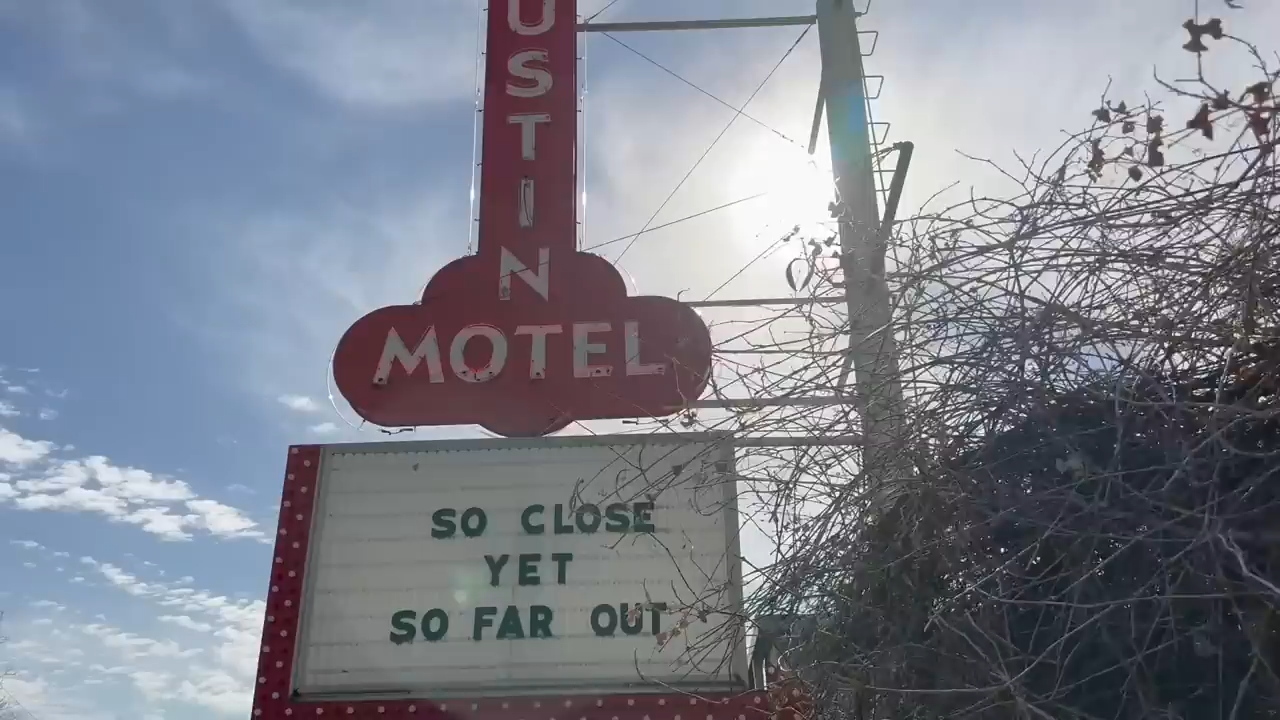 USTIN
MOTEL
SO CLOSE
YET
SO FAR OUT